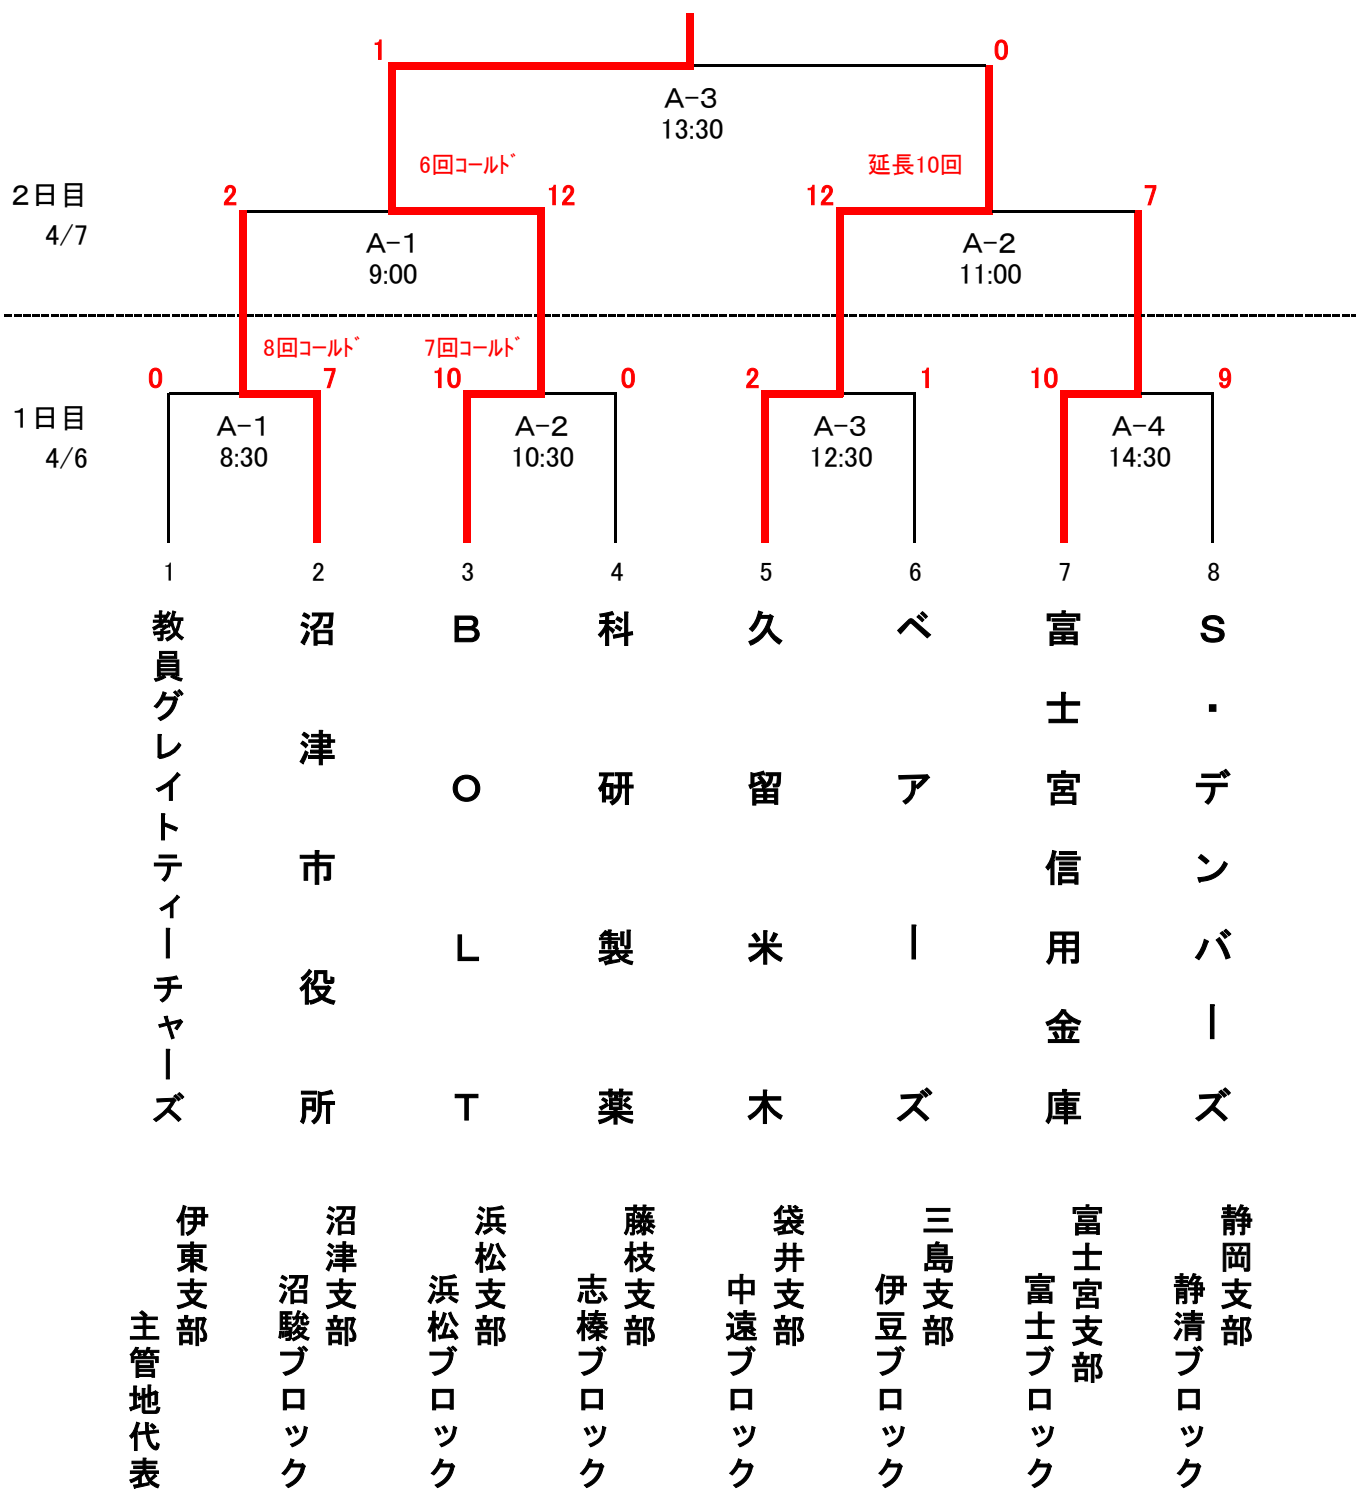 1
0
A-3
13:30
6回ｺｰﾙﾄﾞ
延長10回
2日目
4/7
2
12
12
7
A-1
9:00
A-2
11:00
8回ｺｰﾙﾄﾞ
7回ｺｰﾙﾄﾞ
0
7
10
0
2
1
10
9
1日目
4/6
A-1
8:30
A-2
10:30
A-3
12:30
A-4
14:30
1
2
3
4
5
6
7
8
教員グレイトティーチャーズ
沼津市役所
BOLT
科研製薬
久留米木
ベアーズ
富士宮信用金庫
S・デンバーズ
伊東支部
主管地代表
沼津支部
沼駿ブロック
浜松支部
浜松ブロック
藤枝支部
志榛ブロック
袋井支部
中遠ブロック
三島支部
伊豆ブロック
富士宮支部
富士ブロック
静岡支部
静清ブロック